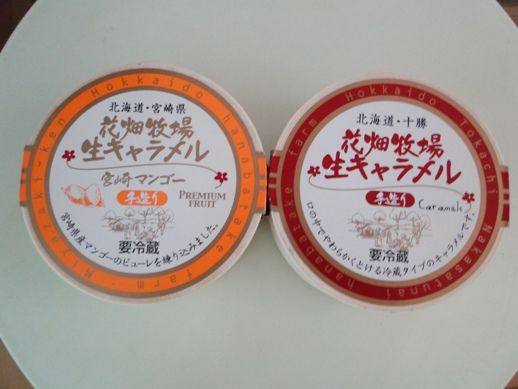 Hokkaido hanabatake farm Miyazaki-ken
北海道・宮崎県
花畑牧場
生キャラメル
宮崎マンゴー
手造り
PREMIUM
FRUIT
宮崎県産マンゴーのピューレを練り込みました。
要冷蔵
Hokkaido Tokachi Nakasatsunai hanabatake farm
北海道・十勝
花畑牧場
生キャラメル
手造り
Caramels
口の中でやわらかくとける冷蔵タイプのキャラメルです。
要冷蔵